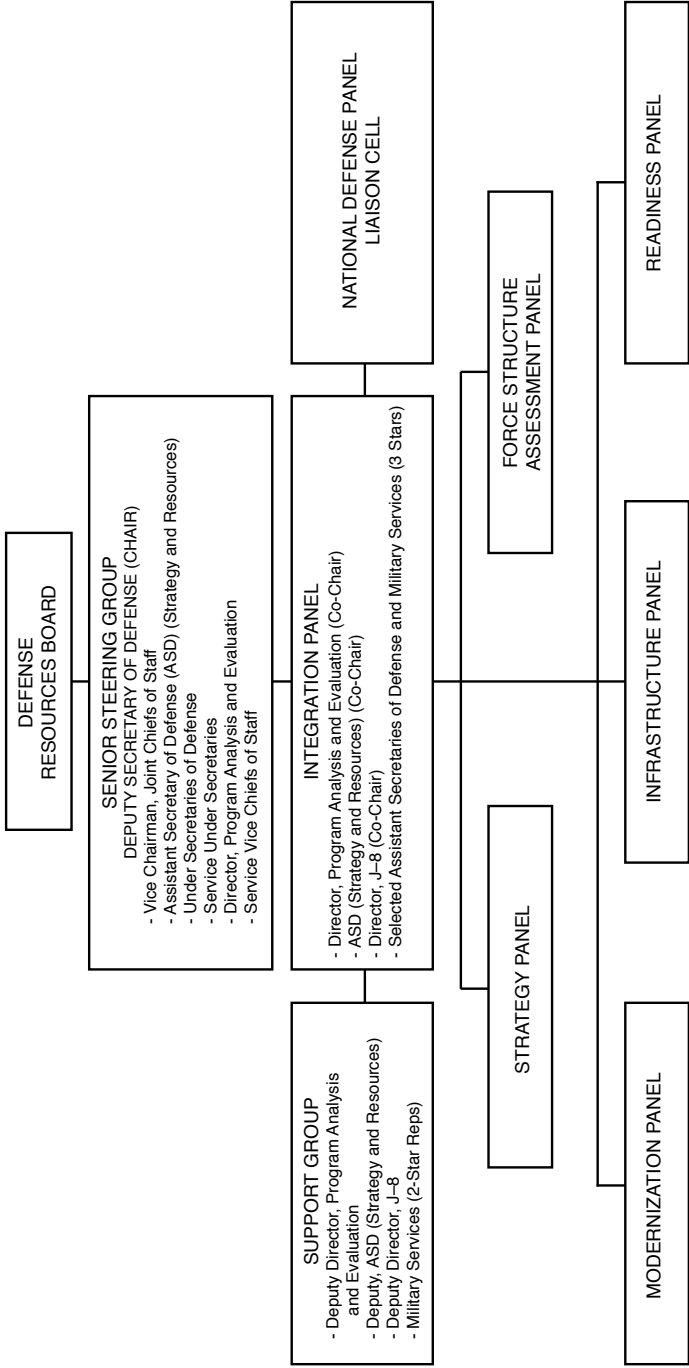 DEFENSE
RESOURCES BOARD
SENIOR STEERING GROUP
DEPUTY SECRETARY OF DEFENSE (CHAIR)
- Vice Chairman, Joint Chiefs of Staff
- Assistant Secretary of Defense (ASD) (Strategy and Resources)
- Under Secretaries of Defense
- Service Under Secretaries
- Director, Program Analysis and Evaluation
- Service Vice Chiefs of Staff
SUPPORT GROUP
- Deputy Director, Program Analysis
and Evaluation
- Deputy, ASD (Strategy and Resources)
- Deputy Director, J–8
- Military Services (2-Star Reps)
INTEGRATION PANEL
- Director, Program Analysis and Evaluation (Co-Chair)
- ASD (Strategy and Resources) (Co-Chair)
- Director, J–8 (Co-Chair)
- Selected Assistant Secretaries of Defense and Military Services (3 Stars)
NATIONAL DEFENSE PANEL
LIAISON CELL
STRATEGY PANEL
FORCE STRUCTURE
ASSESSMENT PANEL
MODERNIZATION PANEL
INFRASTRUCTURE PANEL
READINESS PANEL